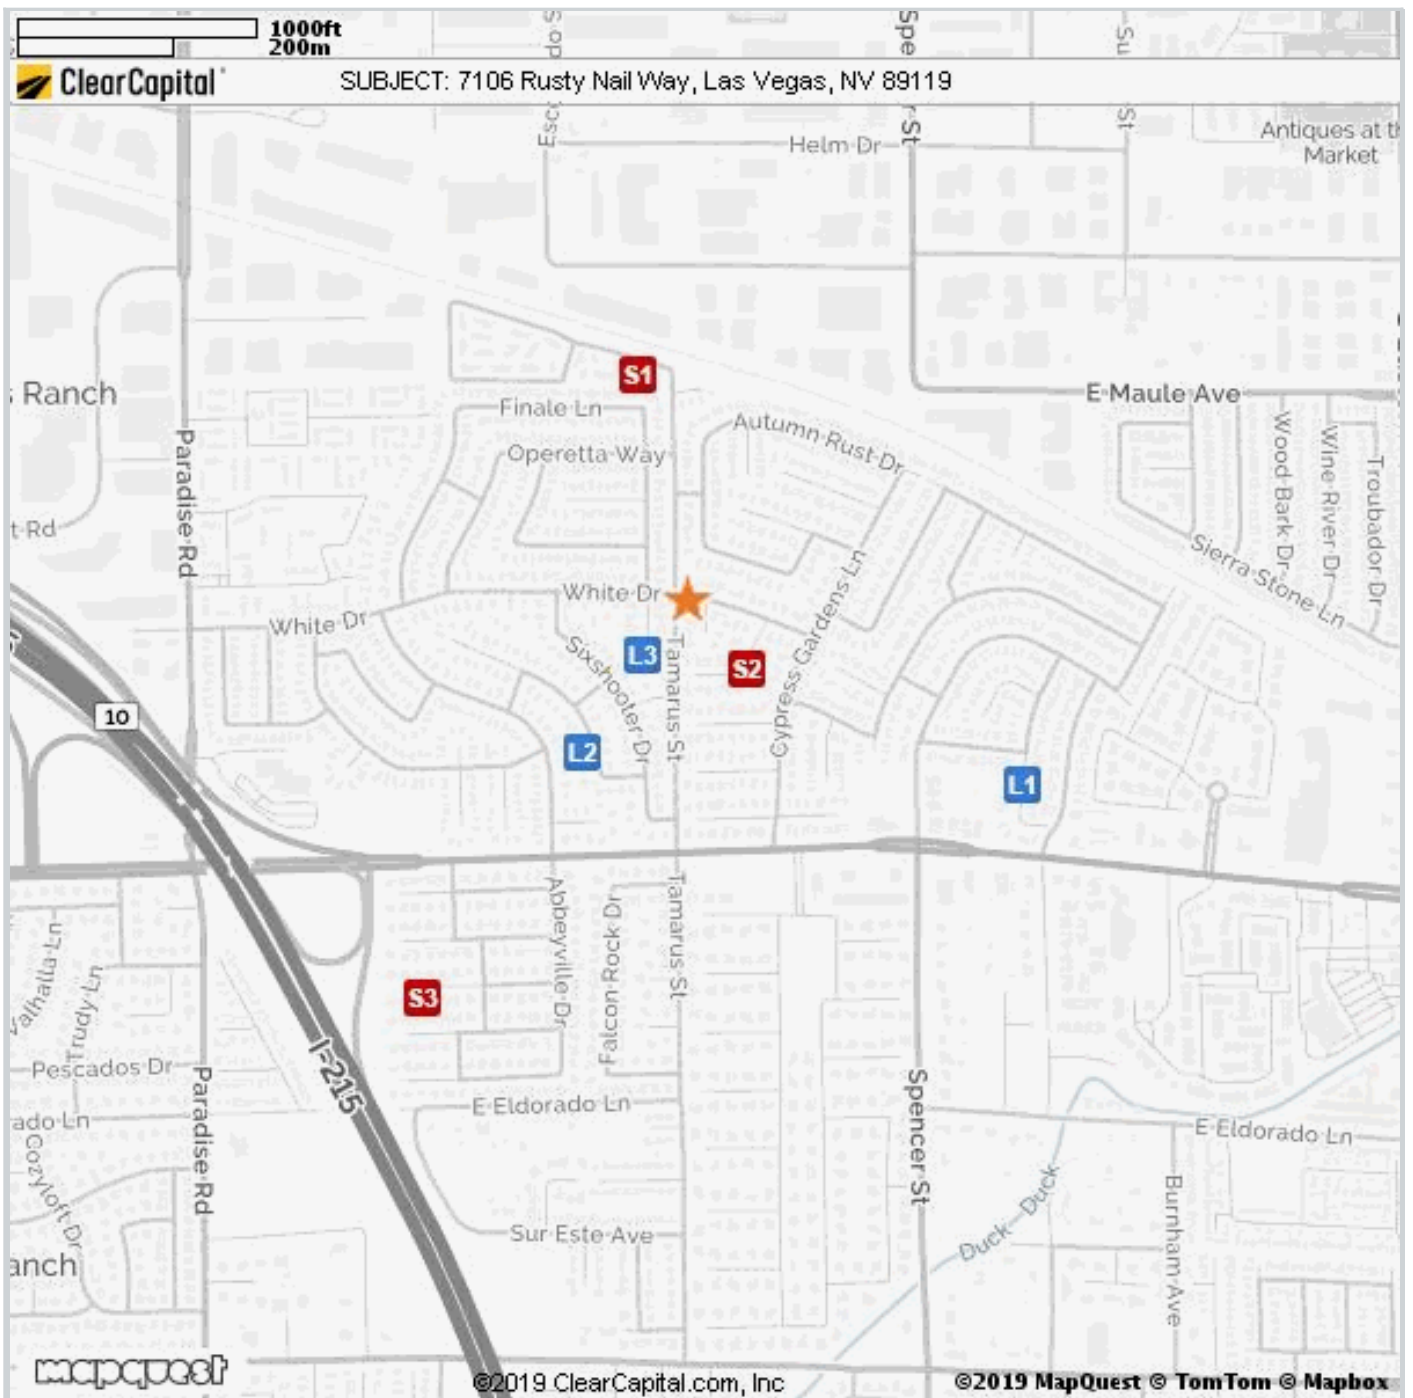 1000ft
200m
ClearCapital
SUBJECT: 7106 Rusty Nail Way, Las Vegas, NV 89119
Helm Dr
Antiques at th
Market
Ranch
S1
E Maule Ave
Finale Ln
Autumn Rust Dr
Operetta Way
Paradise Rd
Wood Bark Dr
Wine River Dr
Troubador Dr
t Rd
Sierra Stone Ln
White Dr
White Dr
Cypress Gardens Ln
Sixshooter Dr
L3
Tamarus St
S2
10
L2
L1
Abbeyville Dr
Falcon Rock Dr
Tamarus St
alhalla Ln
Trudy Ln
S3
I-215
Pescados Dr
Paradise Rd
Spencer St
E Eldorado Ln
ado Ln
E Eldorado Ln
Cozyloft Dr
Duck Duck
Burnham Ave
Sur Este Ave
anch
mapquest
©2019 ClearCapital.com, Inc
©2019 MapQuest © TomTom © Mapbox